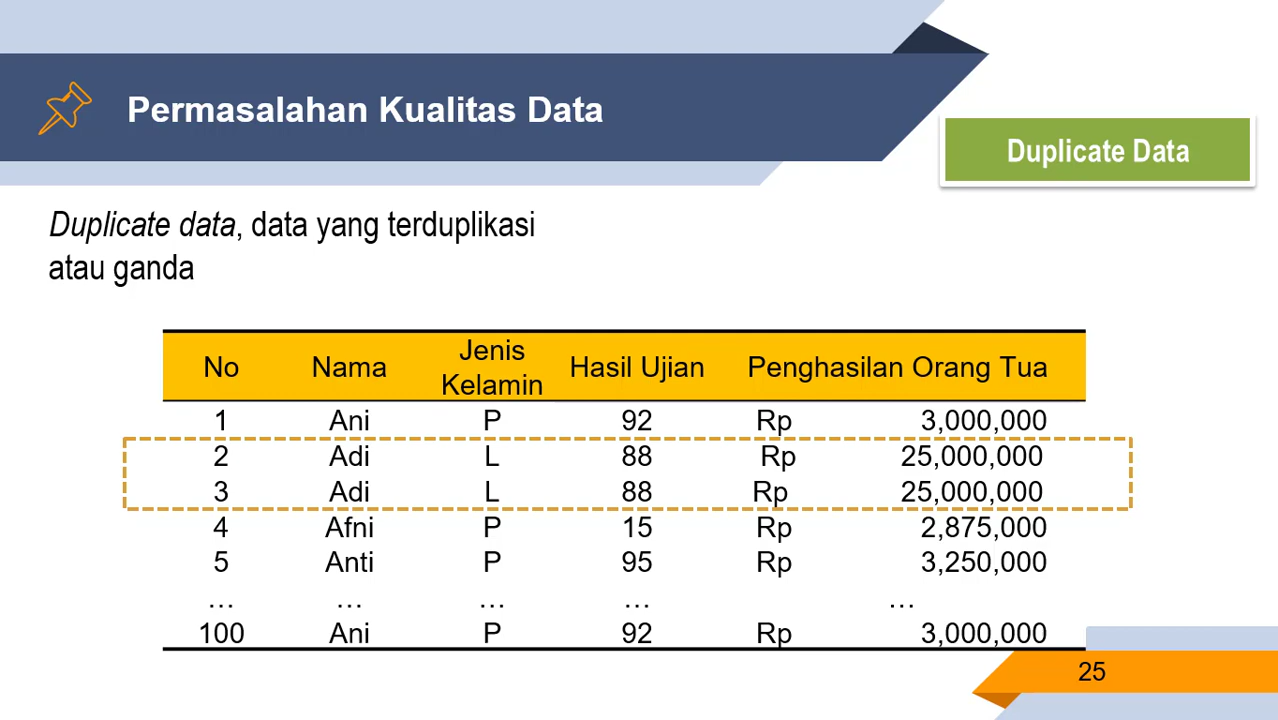 Permasalahan Kualitas Data
Duplicate Data
Duplicate data, data yang terduplikasi
atau ganda
No Nama Jenis Kelamin Hasil Ujian Penghasilan Orang Tua
1 Ani P 92 Rp 3,000,000
2 Adi L 88 Rp 25,000,000
3 Adi L 88 Rp 25,000,000
4 Afni P 15 Rp 2,875,000
5 Anti P 95 Rp 3,250,000
… … … … …
100 Ani P 92 Rp 3,000,000
25